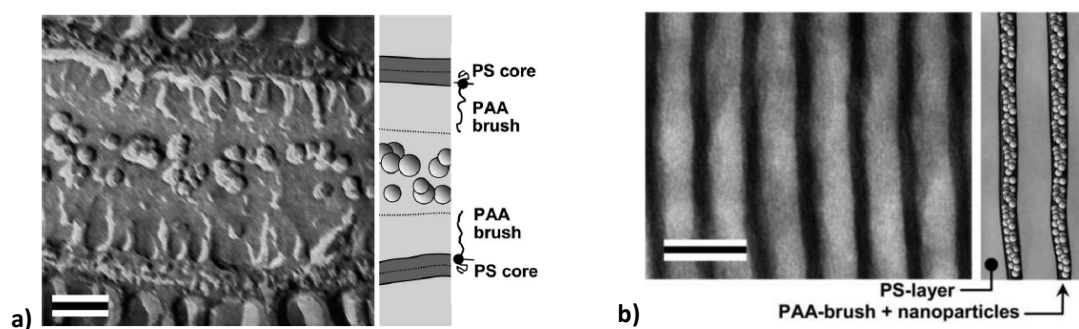 PS core
PAA
brush
PAA
brush
PS core
a)
PS-layer
PAA-brush + nanoparticles
b)